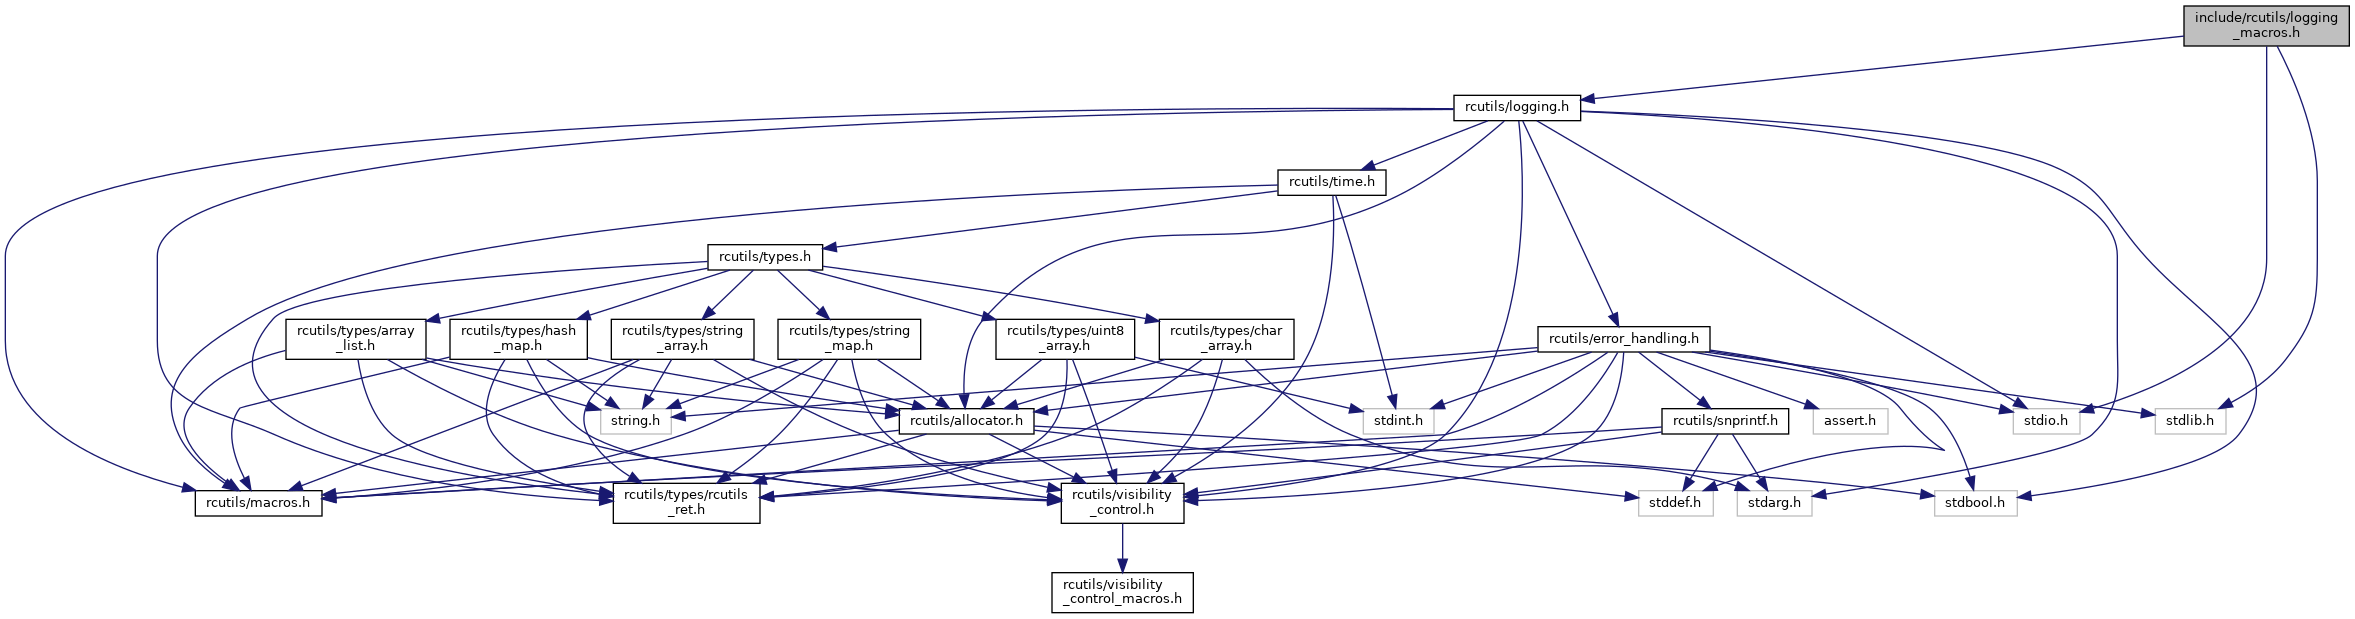 include/rcutils/logging
_macros.h
rcutils/logging.h
rcutils/time.h
rcutils/types.h
rcutils/types/array
_list.h
rcutils/types/hash
_map.h
rcutils/types/string
_array.h
rcutils/types/string
_map.h
rcutils/types/uint8
_array.h
rcutils/types/char
_array.h
rcutils/error_handling.h
string.h
rcutils/allocator.h
stdint.h
rcutils/snprintf.h
assert.h
stdio.h
stdlib.h
rcutils/macros.h
rcutils/types/rcutils
_ret.h
rcutils/visibility
_control.h
stddef.h
stdarg.h
stdbool.h
rcutils/visibility
_control_macros.h